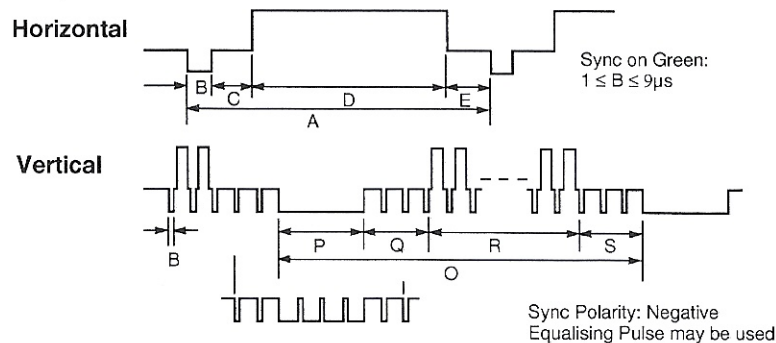 Horizontal
Sync on Green:
1 ≤ B ≤ 9µs
B
C
D
E
A
Vertical
B
P
Q
R
S
O
Sync Polarity: Negative
Equalising Pulse may be used